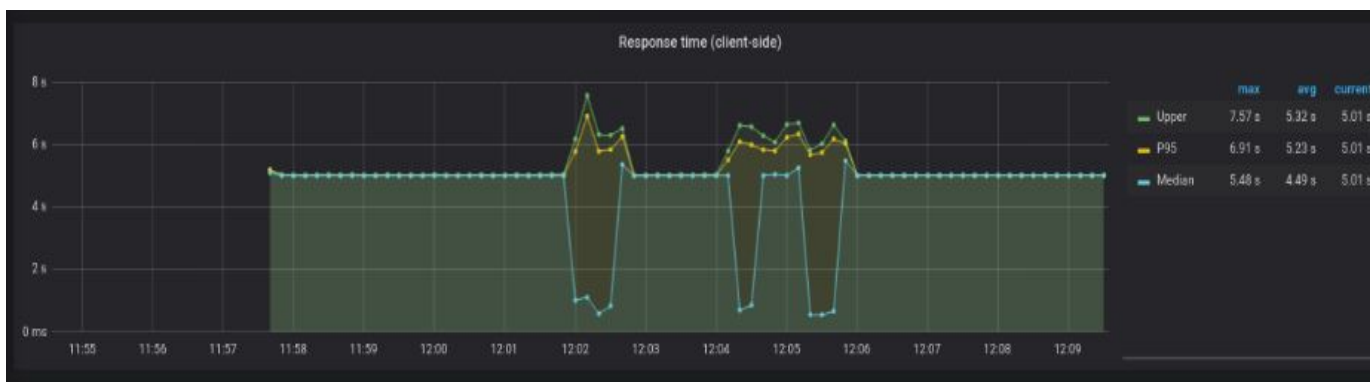 Response time (client-side)
8 s
6 s
4 s
2 s
0 ms
11:55 11:56 11:57 11:58 11:59 12:00 12:01 12:02 12:03 12:04 12:05 12:06 12:07 12:08 12:09
max avg current
Upper 7.57 s 5.32 s 5.01 s
P95 6.91 s 5.23 s 5.01 s
Median 5.48 s 4.49 s 5.01 s